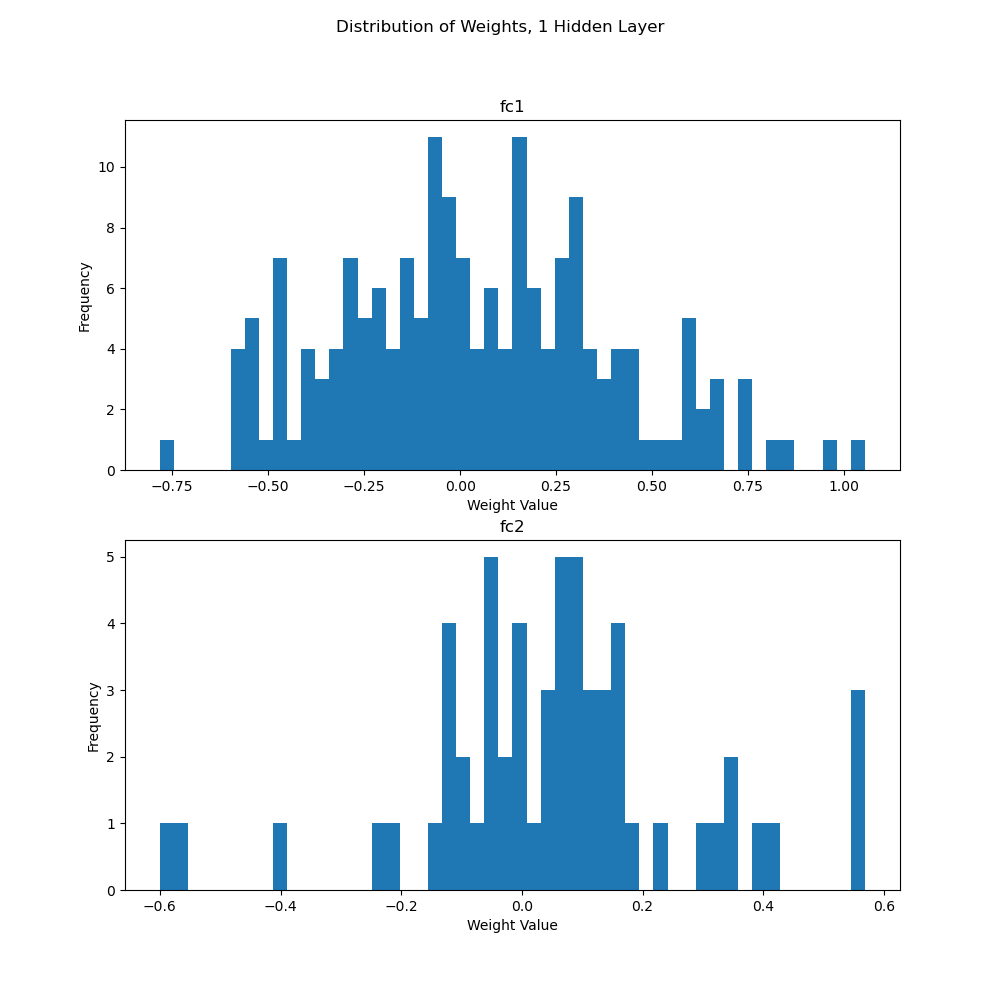 Distribution of Weights, 1 Hidden Layer
fc1
10
8
6
4
2
0
Frequency
−0.75 −0.50 −0.25 0.00 0.25 0.50 0.75 1.00
Weight Value
fc2
5
4
3
2
1
0
Frequency
−0.6 −0.4 −0.2 0.0 0.2 0.4 0.6
Weight Value